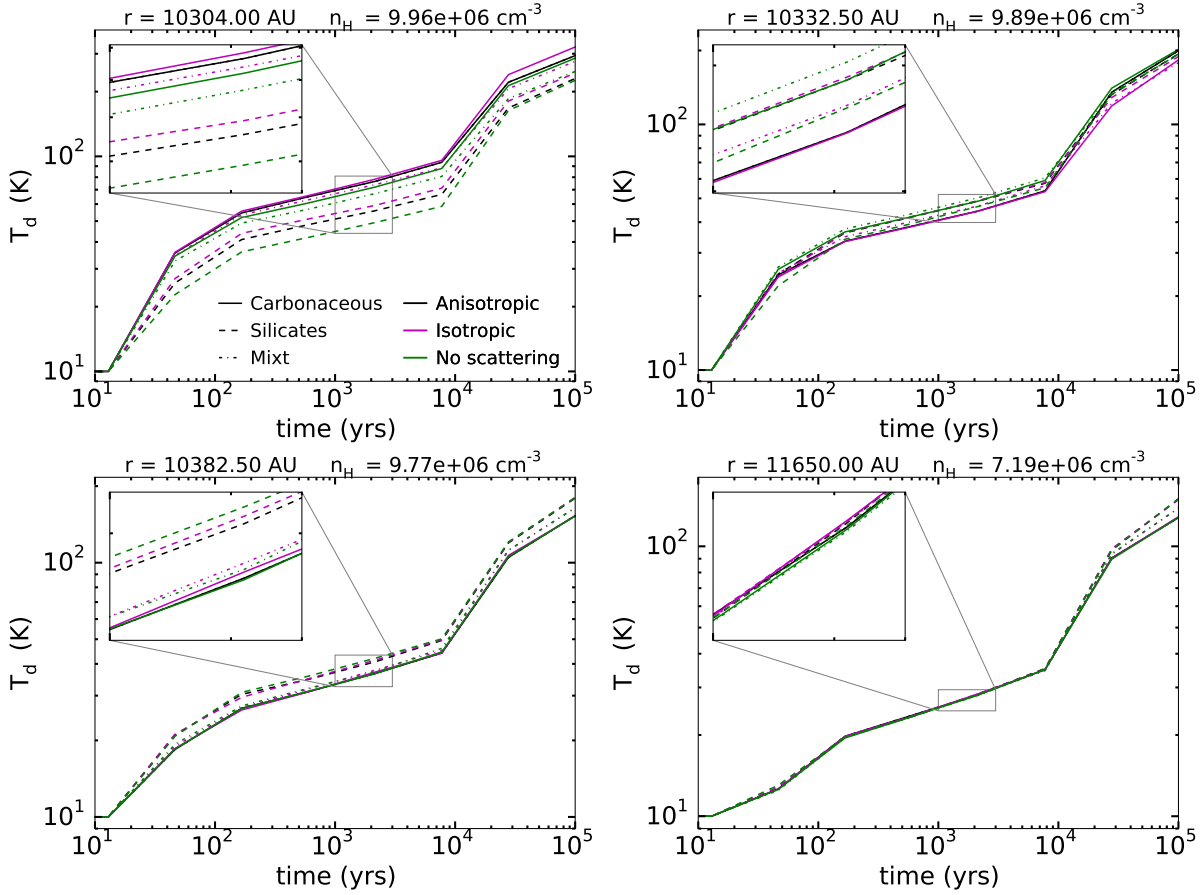 r = 10304.00 AU n_H = 9.96e+06 cm^-3
T_d (K)
10^2
10^1
Carbonaceous
Silicates
Mixt
Anisotropic
Isotropic
No scattering
10^1 10^2 10^3 10^4 10^5
time (yrs)
r = 10332.50 AU n_H = 9.89e+06 cm^-3
T_d (K)
10^2
10^1
10^1 10^2 10^3 10^4 10^5
time (yrs)
r = 10382.50 AU n_H = 9.77e+06 cm^-3
T_d (K)
10^2
10^1
10^1 10^2 10^3 10^4 10^5
time (yrs)
r = 11650.00 AU n_H = 7.19e+06 cm^-3
T_d (K)
10^2
10^1
10^1 10^2 10^3 10^4 10^5
time (yrs)